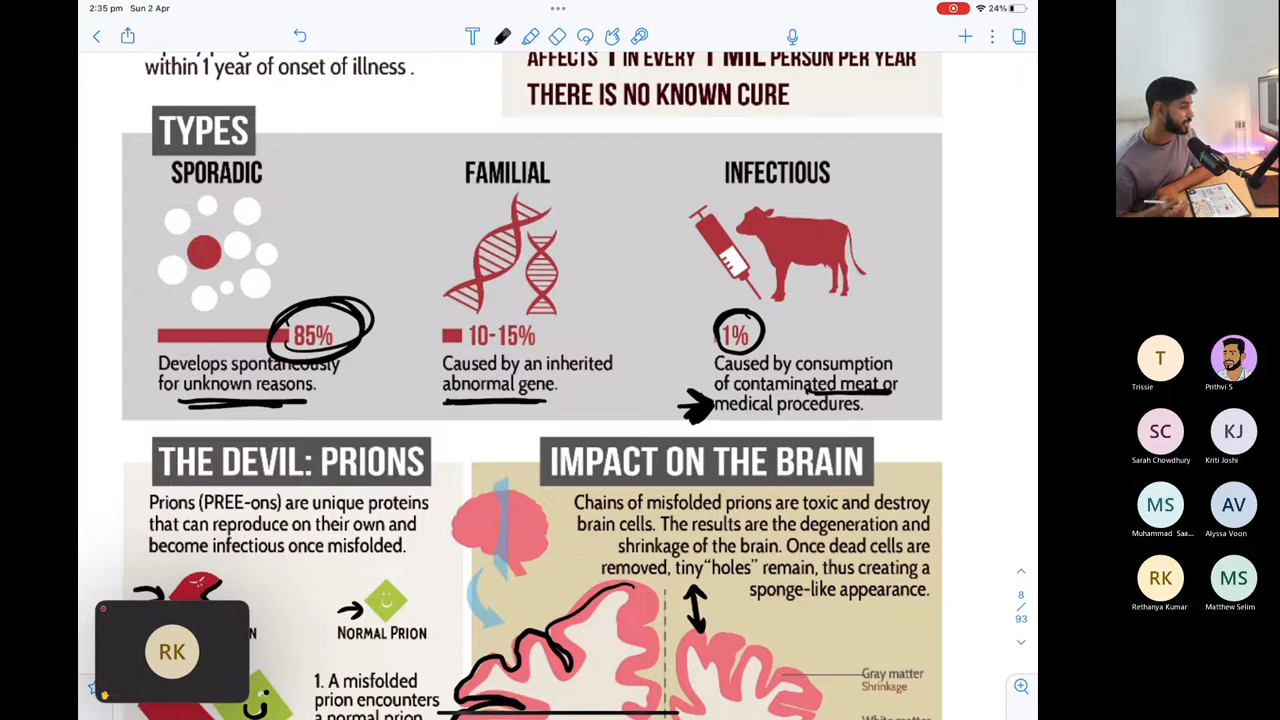 2:35 pm Sun 2 Apr
24%
within 1 year of onset of illness .
AFFECTS 1 IN EVERY 1 MIL PERSON PER YEAR
THERE IS NO KNOWN CURE
TYPES
SPORADIC
85%
Develops spontaneously
for unknown reasons.
FAMILIAL
10-15%
Caused by an inherited
abnormal gene.
INFECTIOUS
1%
Caused by consumption
of contaminated meat or
medical procedures.
THE DEVIL: PRIONS
Prions (PREE-ons) are unique proteins
that can reproduce on their own and
become infectious once misfolded.
NORMAL PRION
1. A misfolded
prion encounters
a normal prion
IMPACT ON THE BRAIN
Chains of misfolded prions are toxic and destroy
brain cells. The results are the degeneration and
shrinkage of the brain. Once dead cells are
removed, tiny "holes" remain, thus creating a
sponge-like appearance.
Gray matter
Shrinkage
8
/
93
RK
T
Trissie
Prithvi S
SC
Sarah Chowdhury
KJ
Kriti Joshi
MS
Muhammad Saa...
AV
Alyssa Voon
RK
Rethanya Kumar
MS
Matthew Selim